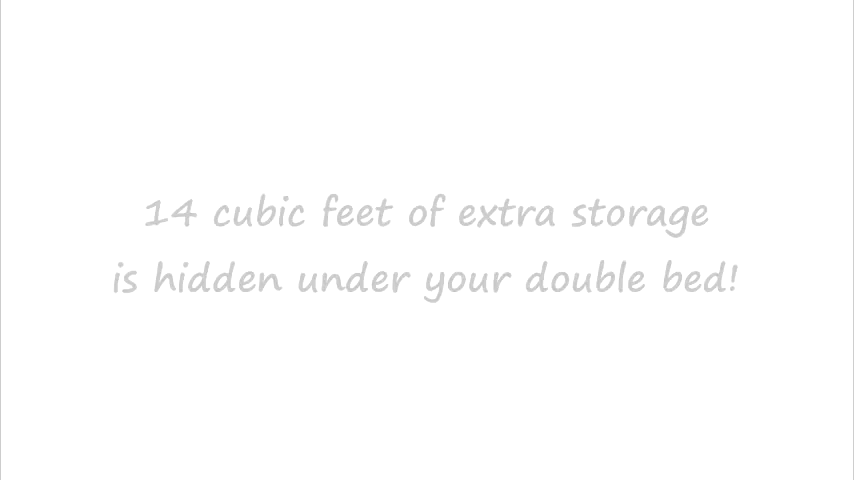 14 cubic feet of extra storage
is hidden under your double bed!